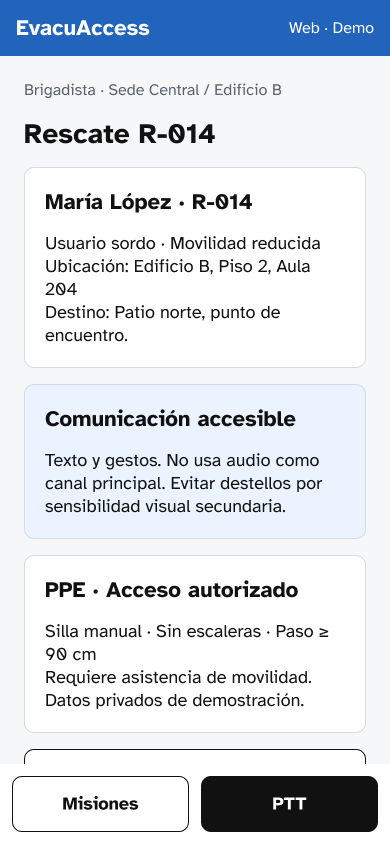 EvacuAccess
Web · Demo
Brigadista · Sede Central / Edificio B
Rescate R-014
María López · R-014
Usuario sordo · Movilidad reducida
Ubicación: Edificio B, Piso 2, Aula
204
Destino: Patio norte, punto de
encuentro.
Comunicación accesible
Texto y gestos. No usa audio como
canal principal. Evitar destellos por
sensibilidad visual secundaria.
PPE · Acceso autorizado
Silla manual · Sin escaleras · Paso ≥
90 cm
Requiere asistencia de movilidad.
Datos privados de demostración.
Misiones
PTT